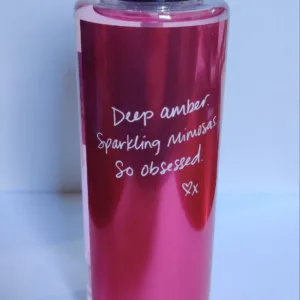 Deep amber.
Sparkling Mimosas.
So obsessed.
♡x